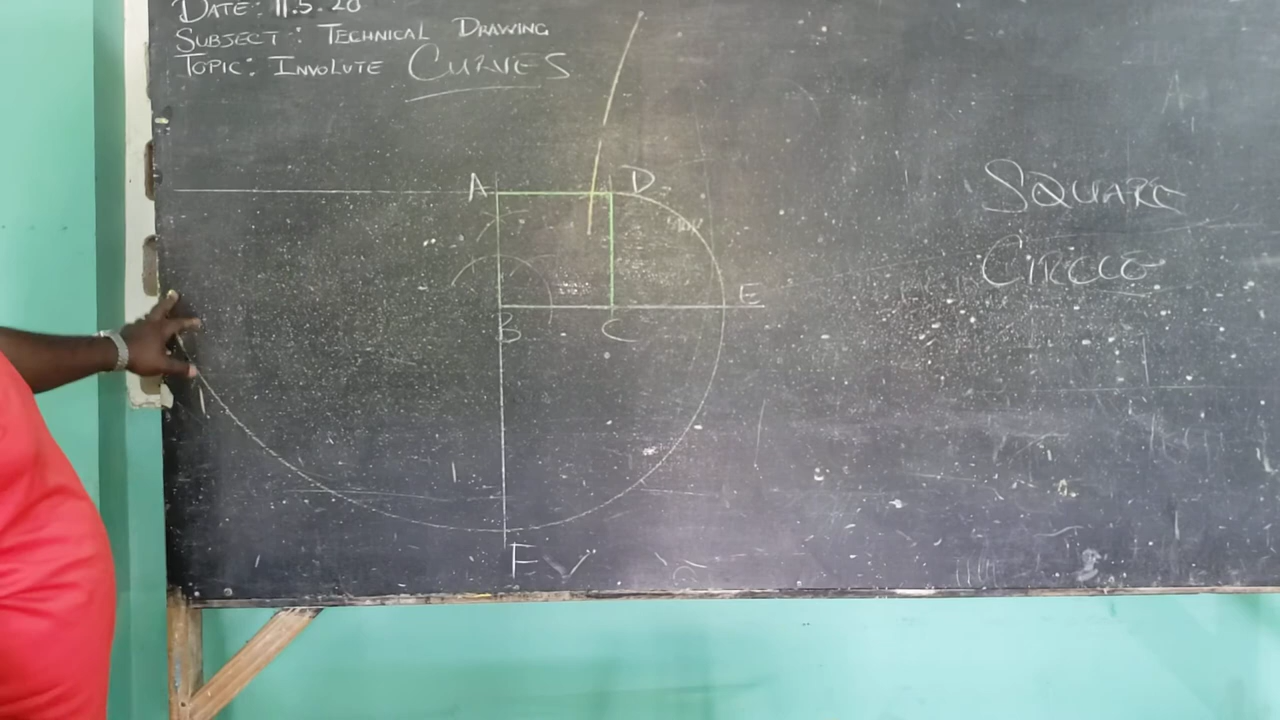 DATE: 11.5.20
SUBJECT: TECHNICAL DRAWING
TOPIC: INVOLUTE CURVES
A
D
SQUARE
CIRCLE
E
B
C
F